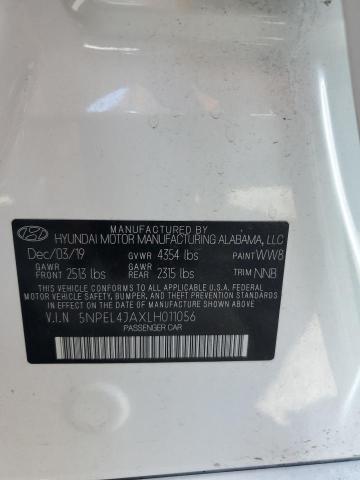 MANUFACTURED BY
HYUNDAI MOTOR MANUFACTURING ALABAMA, LLC
Dec/03/19 GVWR 4354 lbs PAINT WW8
GAWR FRONT 2513 lbs GAWR REAR 2315 lbs TRIM NNB
THIS VEHICLE CONFORMS TO ALL APPLICABLE U.S.A FEDERAL
MOTOR VEHICLE SAFETY, BUMPER, AND THEFT PREVENTION
STANDARDS IN EFFECT ON THE DATE OF MANUFACTURE SHOWN
ABOVE.
V.I.N 5NPEL4JAXLH011056
PASSENGER CAR